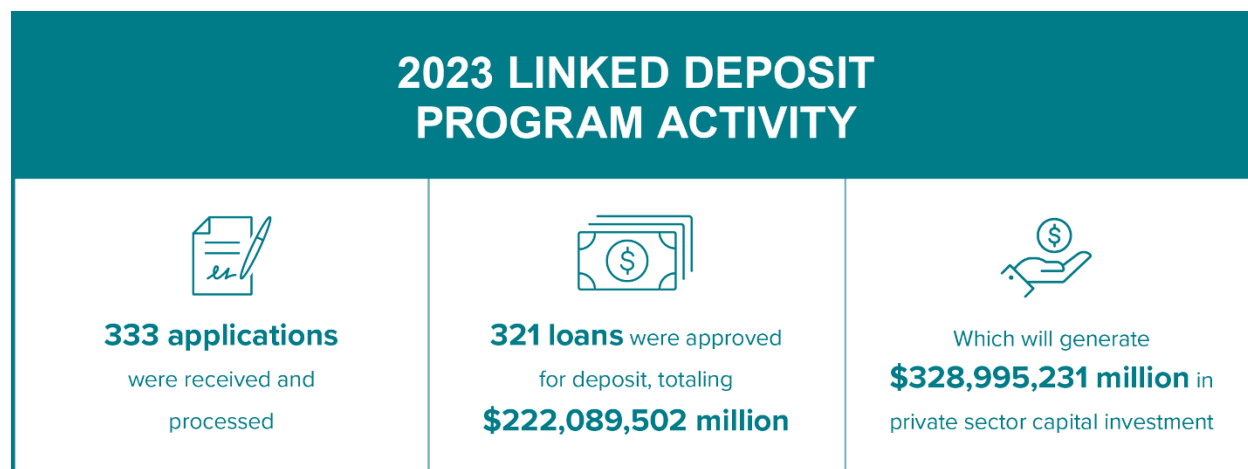 2023 LINKED DEPOSIT
PROGRAM ACTIVITY
333 applications
were received and
processed
321 loans were approved
for deposit, totaling
$222,089,502 million
Which will generate
$328,995,231 million in
private sector capital investment